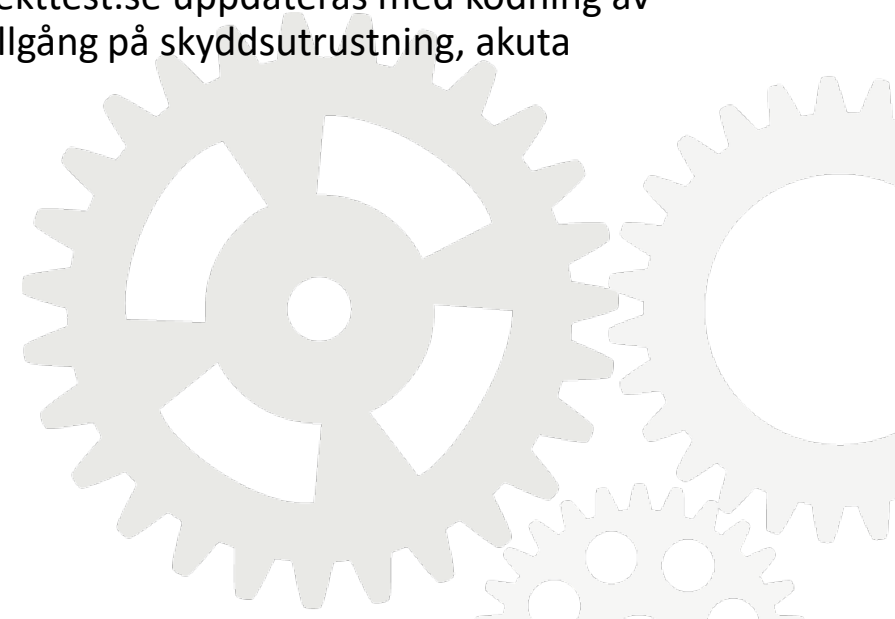 ekttest.se uppdateras med kodning av
llgång på skyddsutrustning, akuta